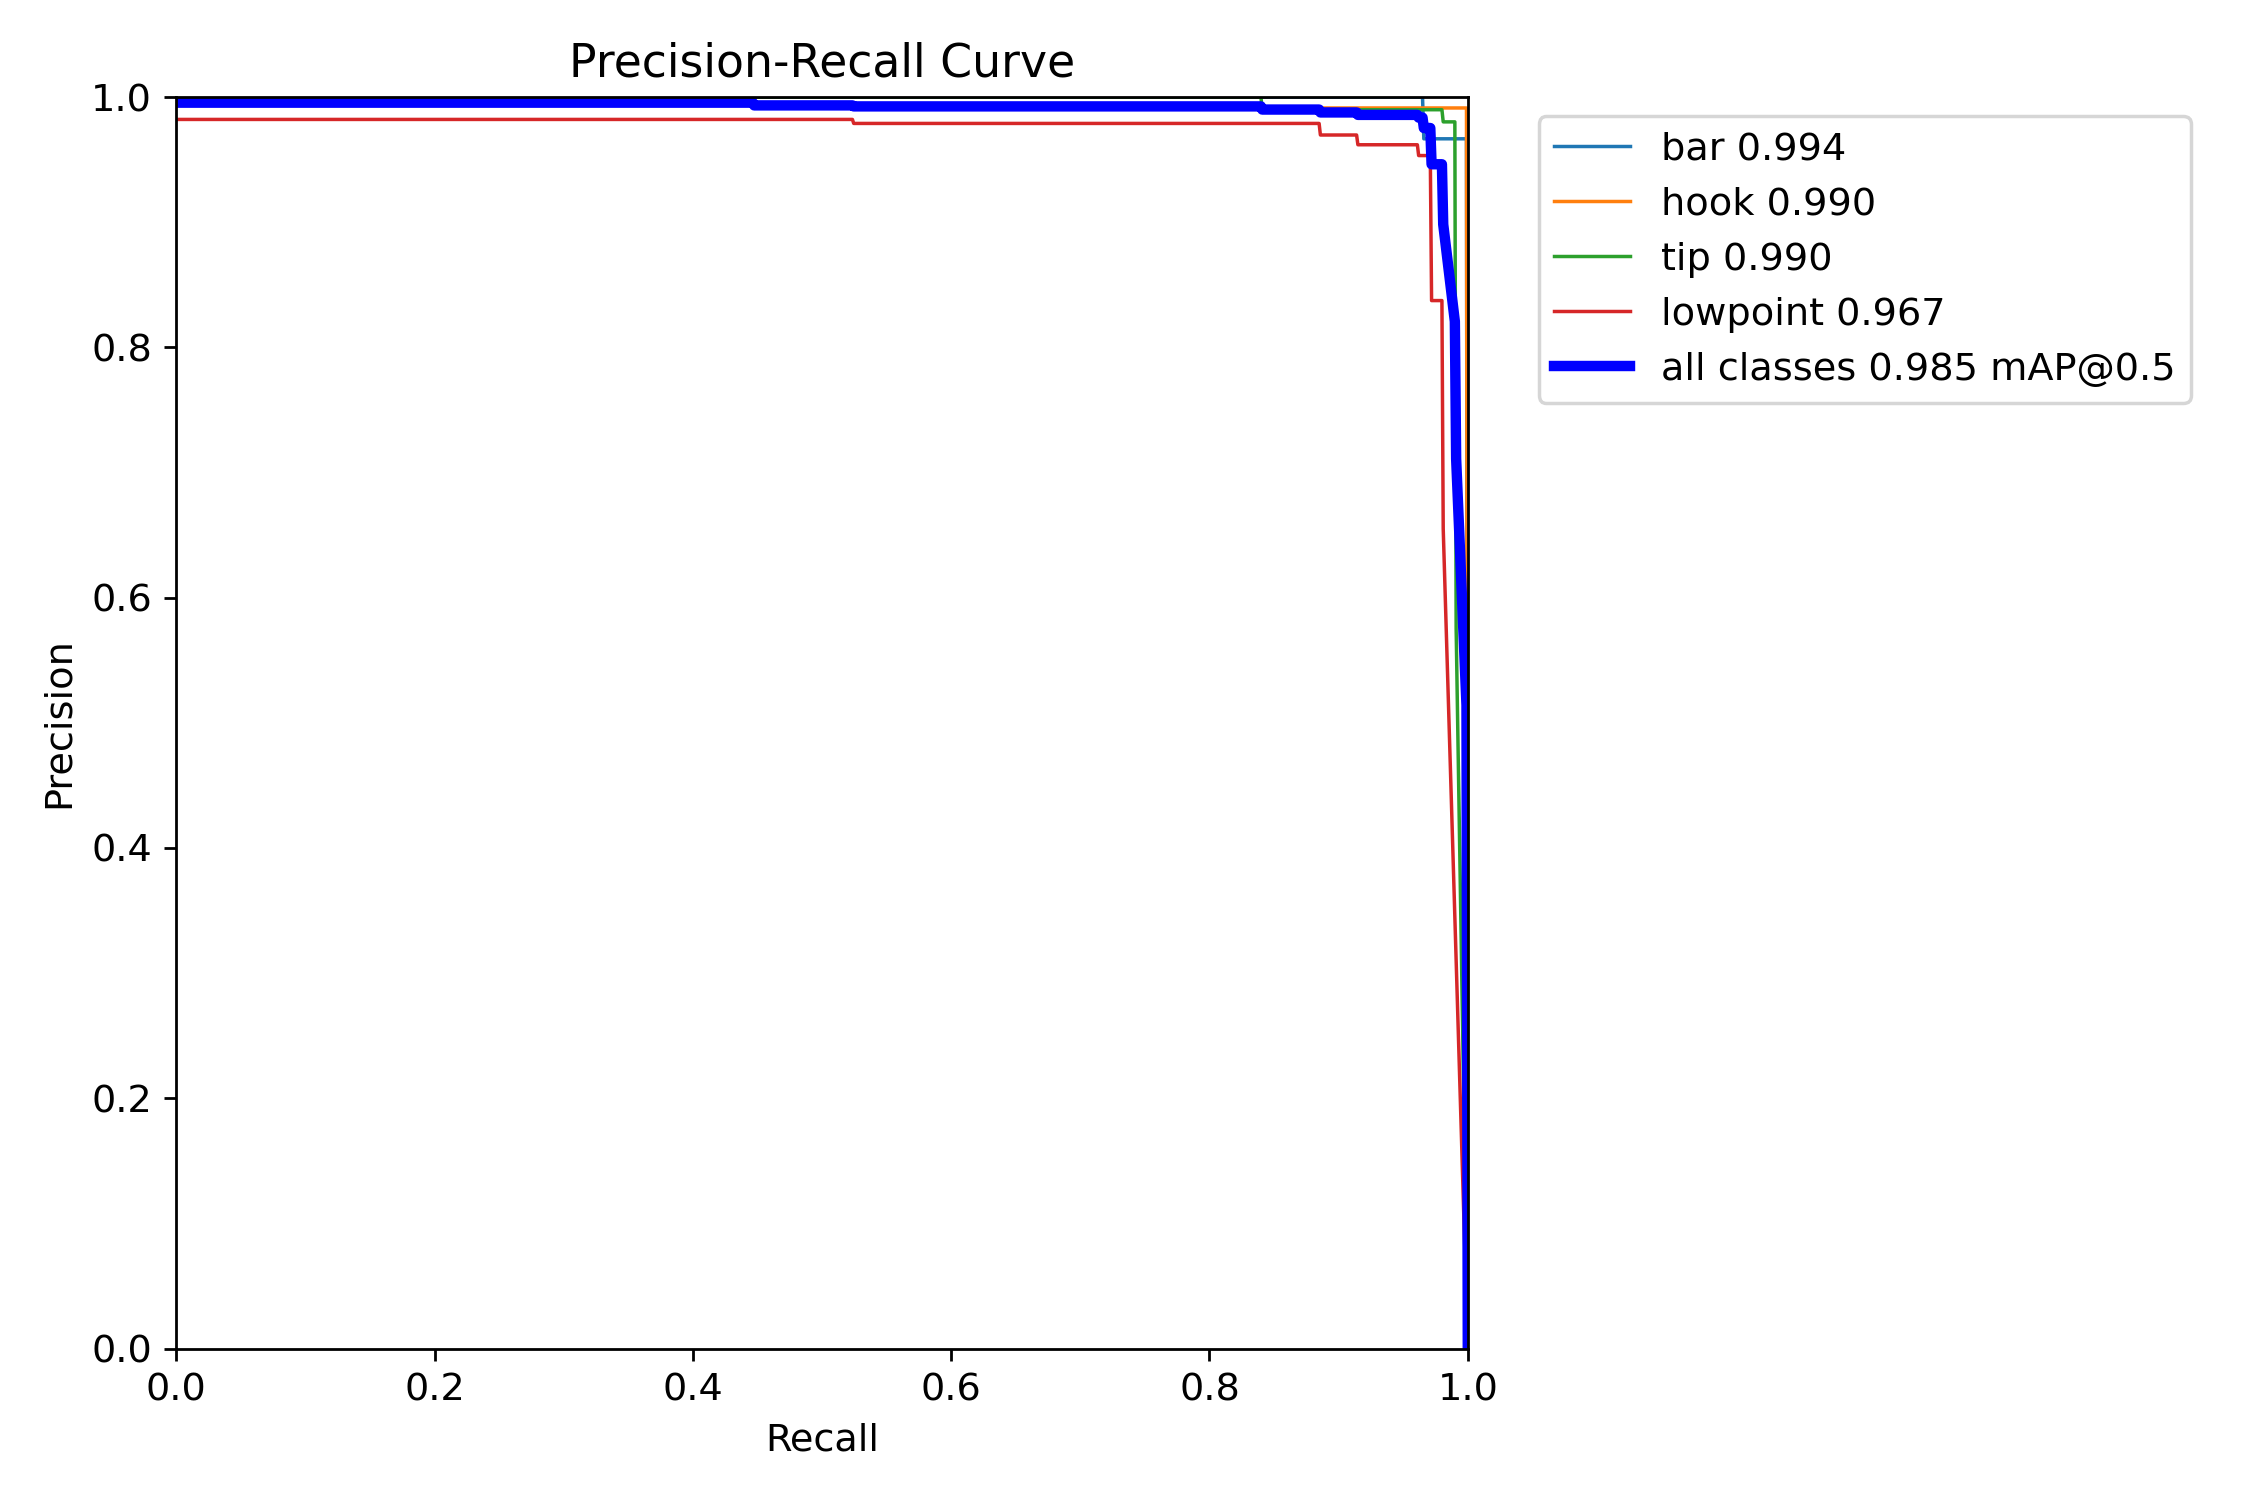 Precision-Recall Curve
1.0
0.8
0.6
0.4
0.2
0.0
Precision
0.0 0.2 0.4 0.6 0.8 1.0
Recall
bar 0.994
hook 0.990
tip 0.990
lowpoint 0.967
all classes 0.985 mAP@0.5